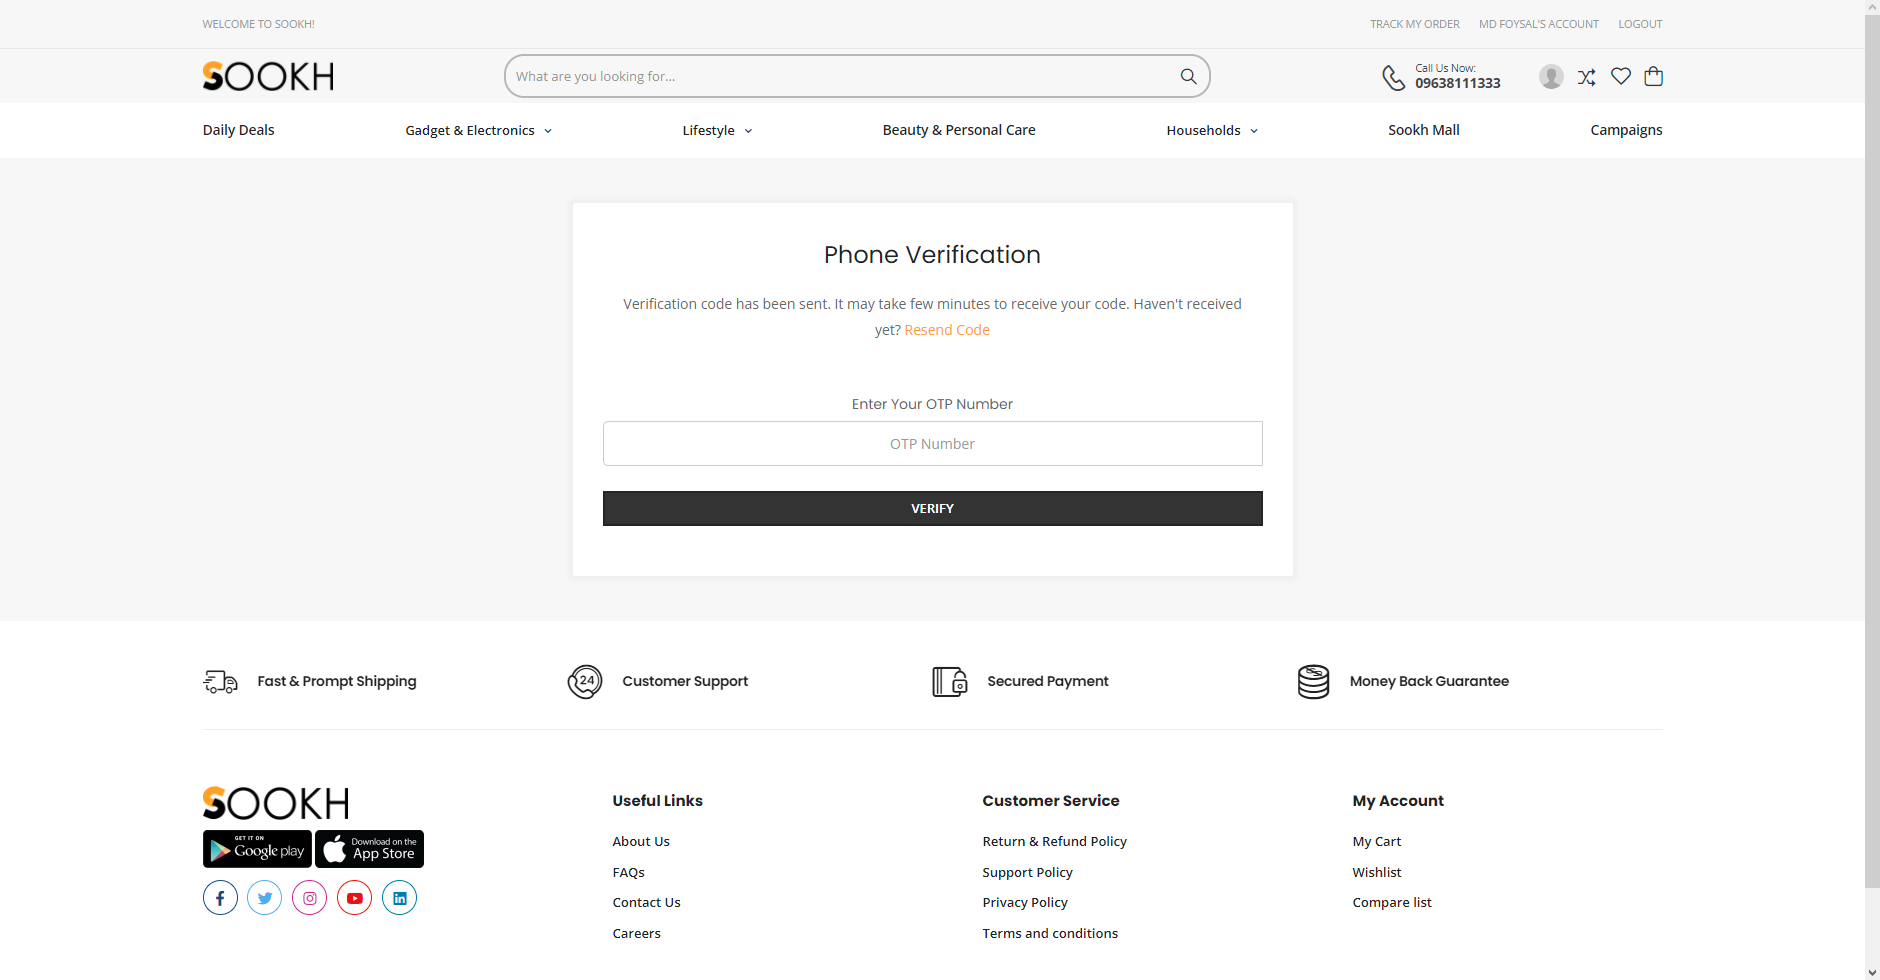 WELCOME TO SOOKH!
TRACK MY ORDER MD FOYSAL'S ACCOUNT LOGOUT
SOOKH
What are you looking for...
Call Us Now:
09638111333
Daily Deals Gadget & Electronics Lifestyle Beauty & Personal Care Households Sookh Mall Campaigns
Phone Verification
Verification code has been sent. It may take few minutes to receive your code. Haven't received
yet? Resend Code
Enter Your OTP Number
OTP Number
VERIFY
Fast & Prompt Shipping
24
Customer Support
Secured Payment
Money Back Guarantee
SOOKH
GET IT ON
Google play
Download on the
App Store
Useful Links
About Us
FAQs
Contact Us
Careers
Customer Service
Return & Refund Policy
Support Policy
Privacy Policy
Terms and conditions
My Account
My Cart
Wishlist
Compare list